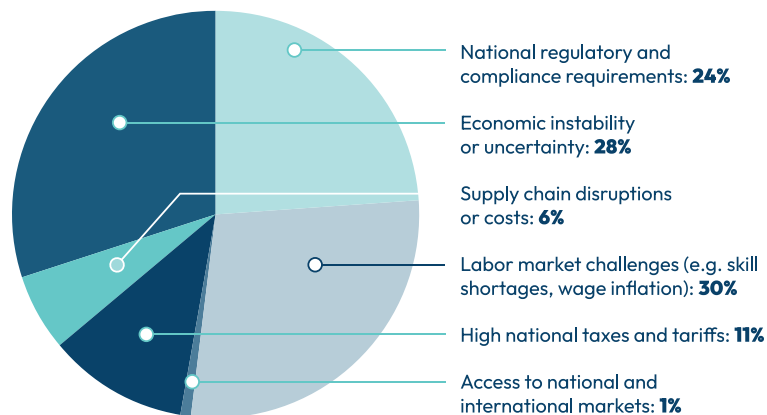 National regulatory and
compliance requirements: 24%
Economic instability
or uncertainty: 28%
Supply chain disruptions
or costs: 6%
Labor market challenges (e.g. skill
shortages, wage inflation): 30%
High national taxes and tariffs: 11%
Access to national and
international markets: 1%